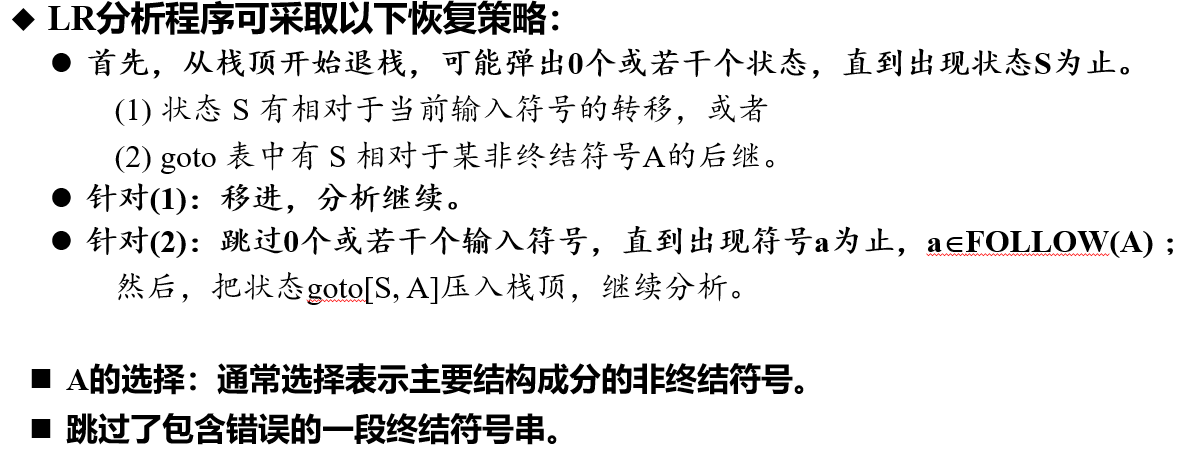 ◆ LR分析程序可采取以下恢复策略：
● 首先，从栈顶开始退栈，可能弹出0个或若干个状态，直到出现状态S为止。
(1) 状态 S 有相对于当前输入符号的转移，或者
(2) goto 表中有 S 相对于某非终结符号A的后继。
● 针对(1)：移进，分析继续。
● 针对(2)：跳过0个或若干个输入符号，直到出现符号a为止，a∈FOLLOW(A)；
然后，把状态goto[S, A]压入栈顶，继续分析。
■ A的选择：通常选择表示主要结构成分的非终结符号。
■ 跳过了包含错误的一段终结符号串。